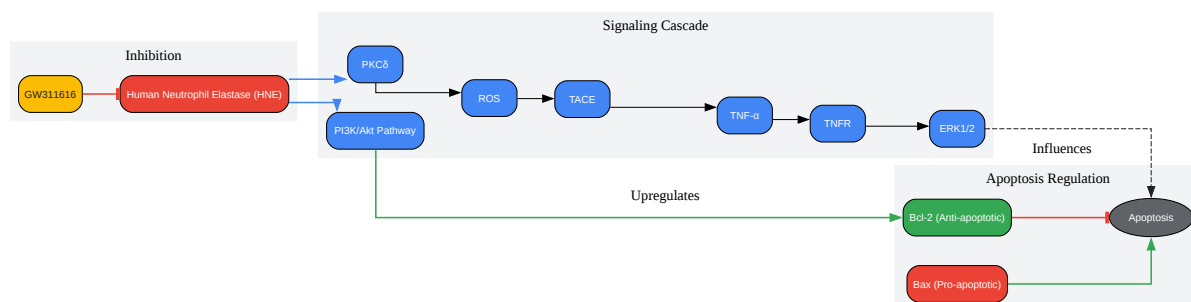 Signaling Cascade
Inhibition
GW311616
Human Neutrophil Elastase (HNE)
PKCδ
ROS
TACE
TNF-α
TNFR
ERK1/2
PI3K/Akt Pathway
Influences
Upregulates
Apoptosis Regulation
Bcl-2 (Anti-apoptotic)
Apoptosis
Bax (Pro-apoptotic)